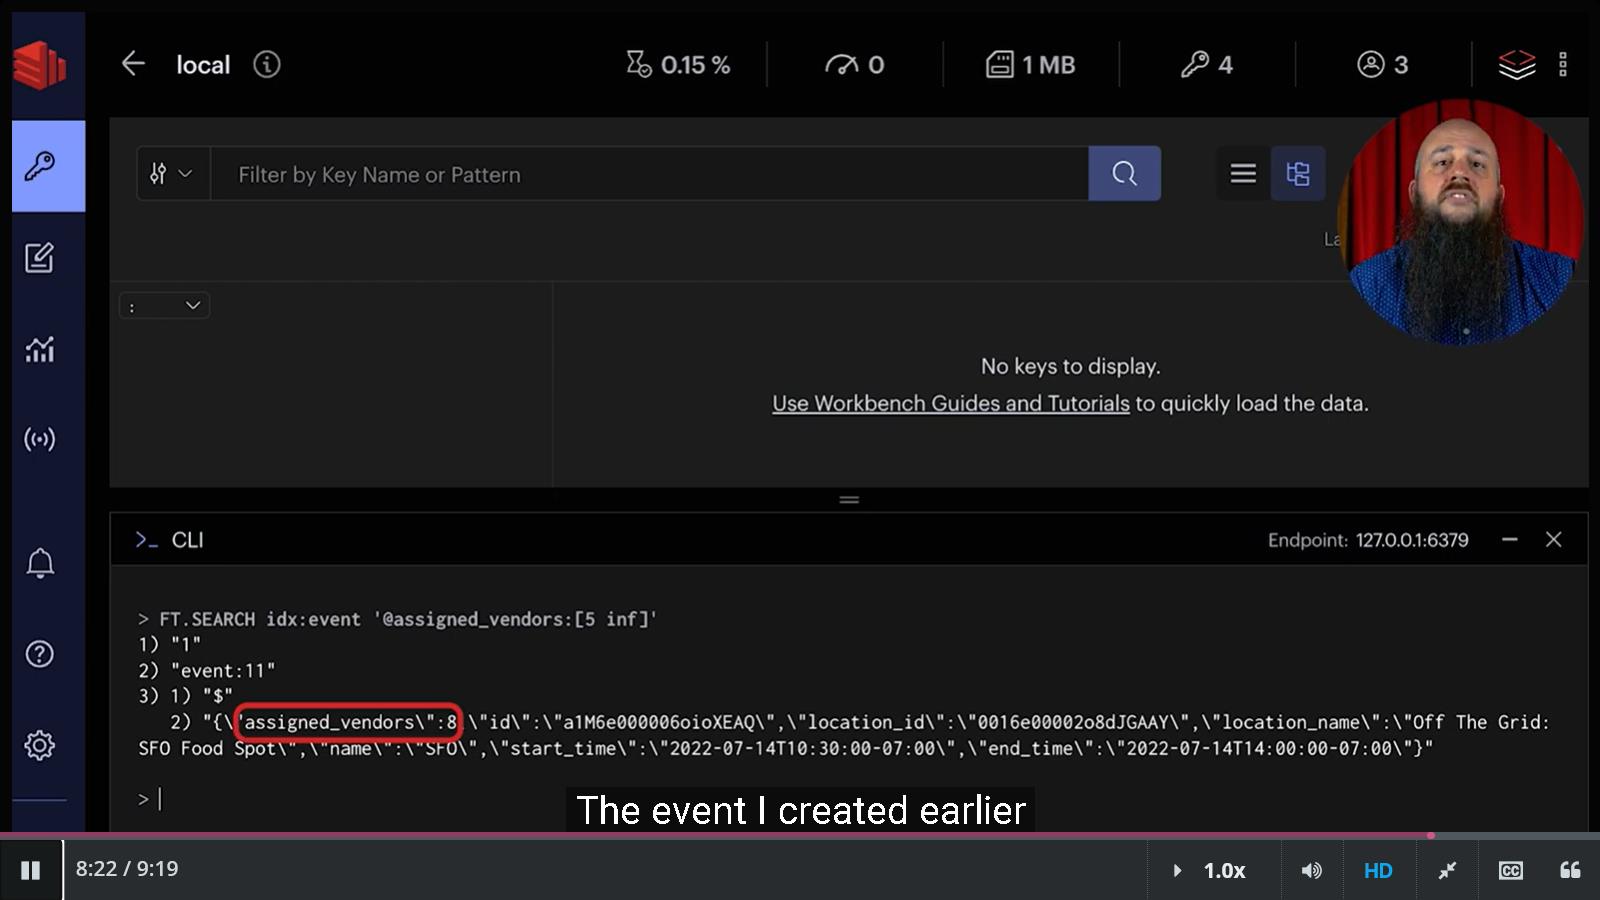 local
0.15 %
0
1 MB
4
3
Filter by Key Name or Pattern
La
:
No keys to display.
Use Workbench Guides and Tutorials to quickly load the data.
>_ CLI
Endpoint: 127.0.0.1:6379
> FT.SEARCH idx:event '@assigned_vendors:[5 inf]'
1) "1"
2) "event:11"
3) 1) "$"
2) "{\"assigned_vendors\":8 \"id\":\"a1M6e000006oioXEAQ\",\"location_id\":\"0016e00002o8dJGAAY\",\"location_name\":\"Off The Grid:
SFO Food Spot\",\"name\":\"SFO\",\"start_time\":\"2022-07-14T10:30:00-07:00\",\"end_time\":\"2022-07-14T14:00:00-07:00\"}"
>
The event I created earlier
8:22 / 9:19
1.0x
HD
CC